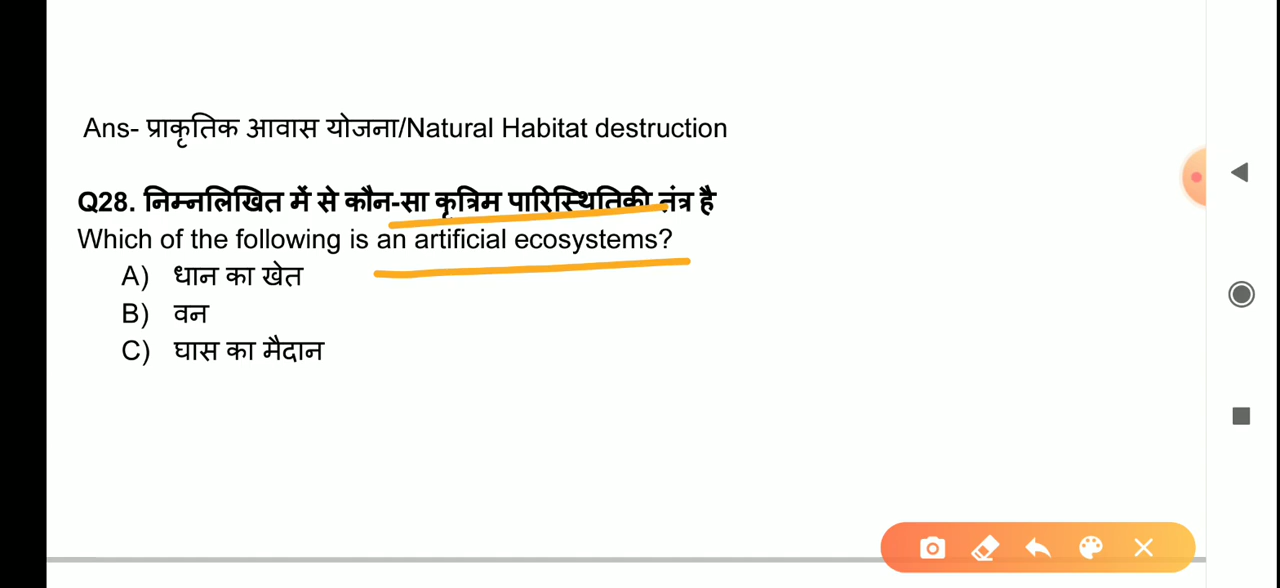 Ans- प्राकृतिक आवास योजना/Natural Habitat destruction
Q28. निम्नलिखित में से कौन-सा कृत्रिम पारिस्थितिकी तंत्र है
Which of the following is an artificial ecosystems?
A) धान का खेत
B) वन
C) घास का मैदान